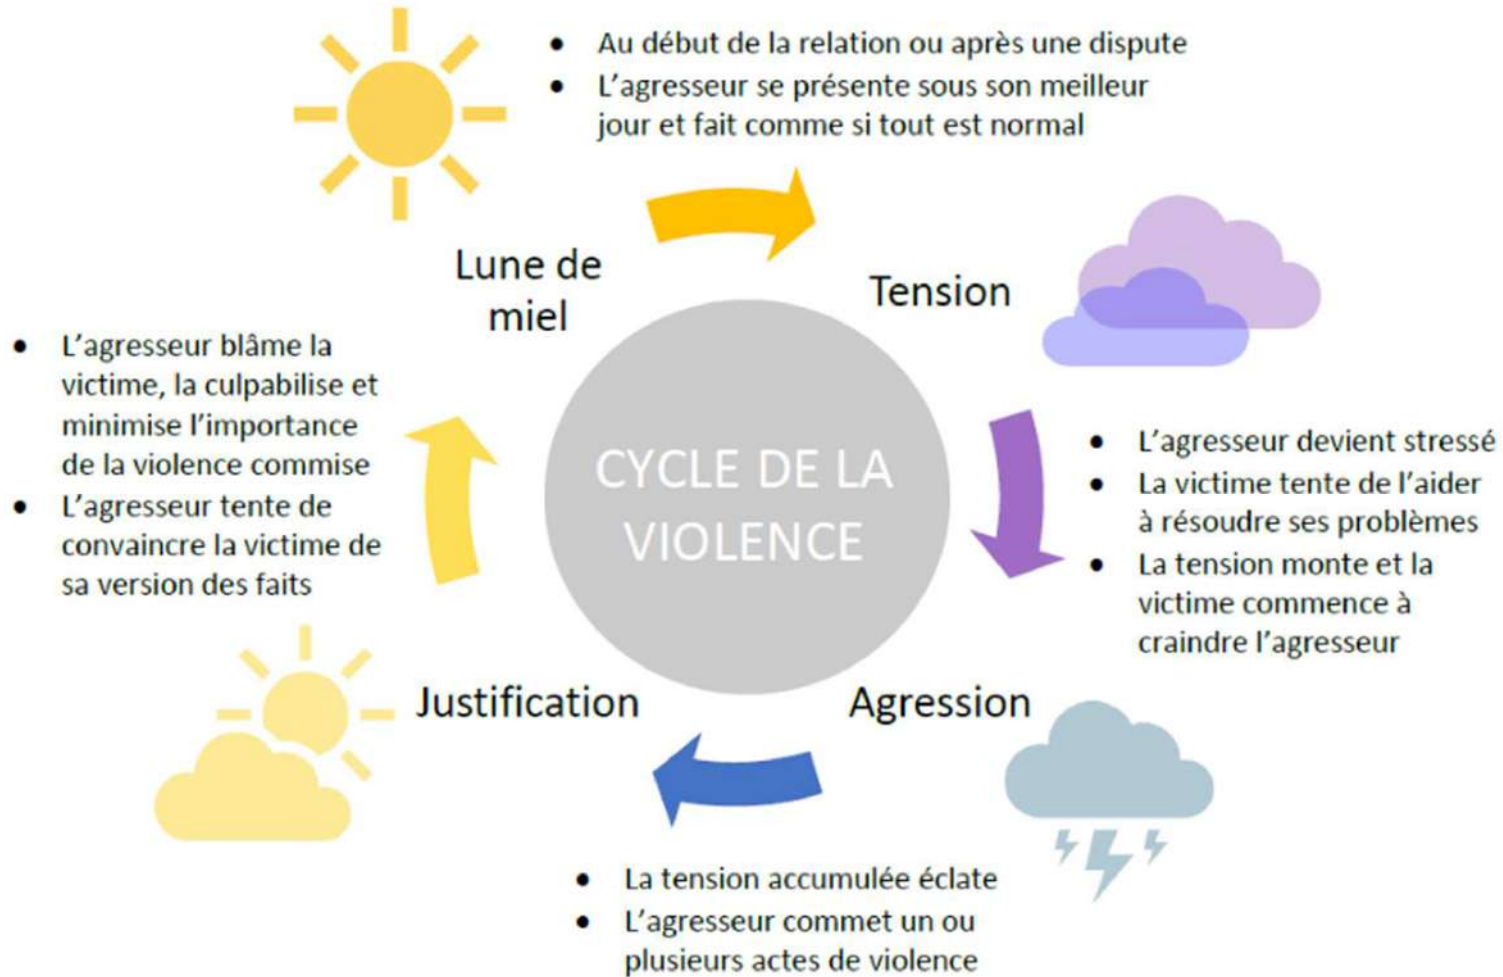 • Au début de la relation ou après une dispute
• L'agresseur se présente sous son meilleur
jour et fait comme si tout est normal
Lune de
miel
Tension
• L'agresseur blâme la
victime, la culpabilise et
minimise l'importance
de la violence commise
• L'agresseur tente de
convaincre la victime de
sa version des faits
CYCLE DE LA
VIOLENCE
• L'agresseur devient stressé
• La victime tente de l'aider
à résoudre ses problèmes
• La tension monte et la
victime commence à
craindre l'agresseur
Justification
Agression
• La tension accumulée éclate
• L'agresseur commet un ou
plusieurs actes de violence